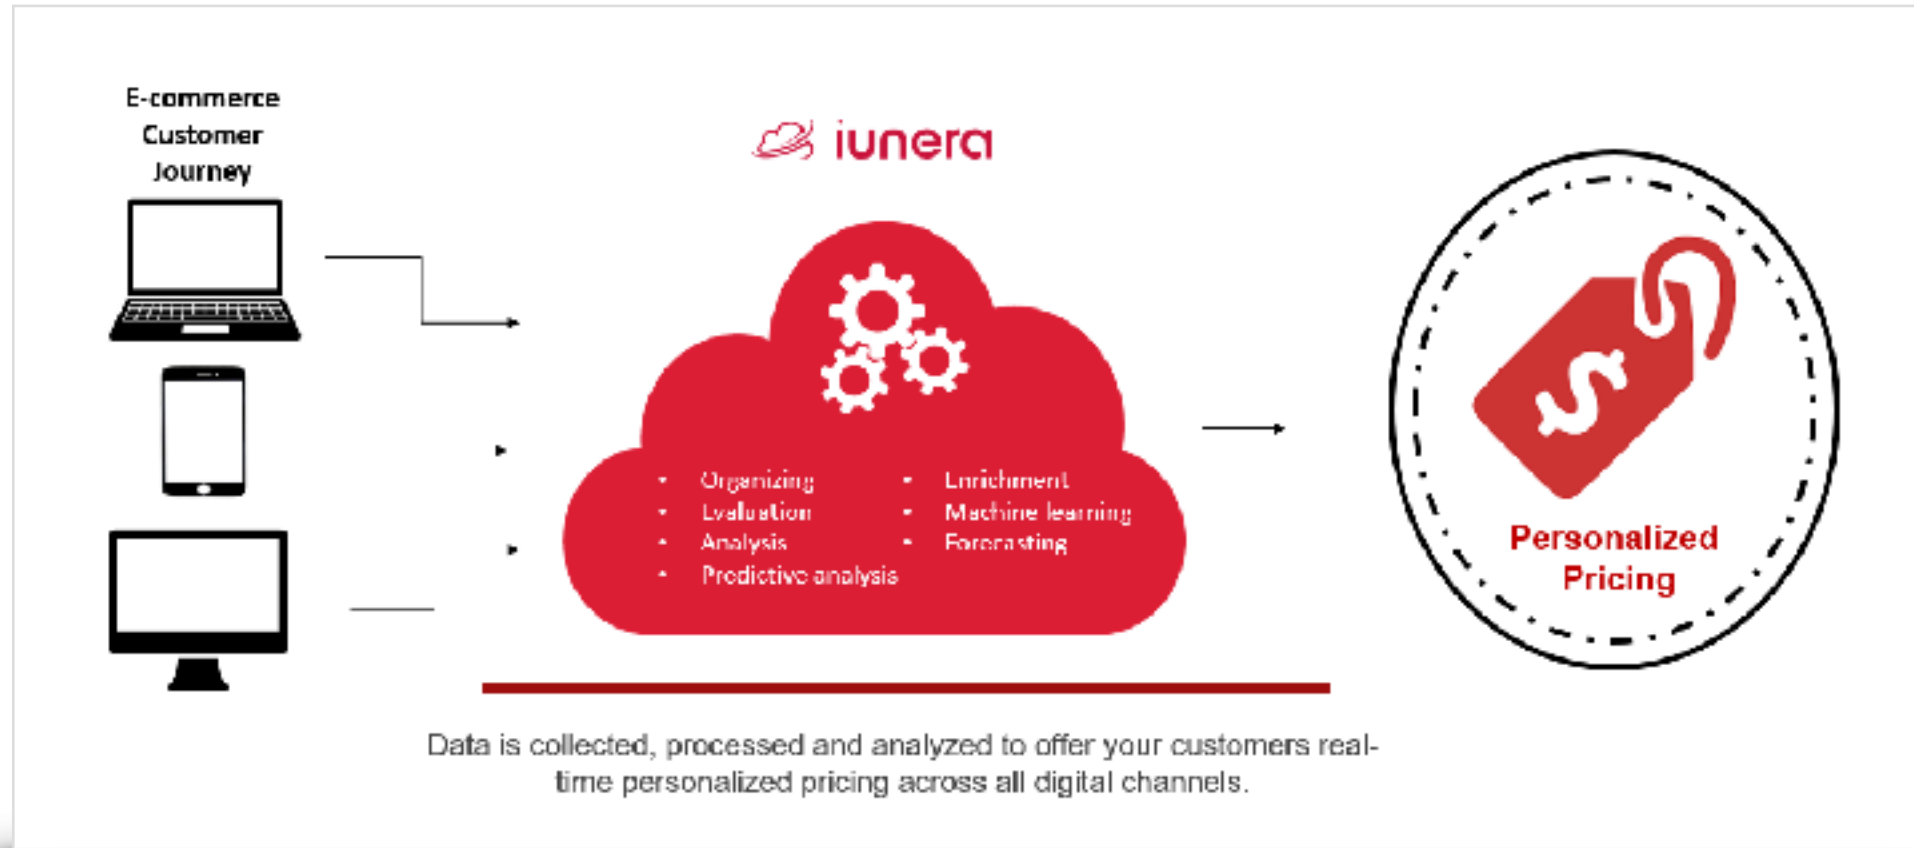 E-commerce
Customer
Journey
iunera
• Organizing
• Evaluation
• Analysis
• Predictive analysis
• Enrichment
• Machine learning
• Forecasting
$
Personalized
Pricing
Data is collected, processed and analyzed to offer your customers real-
time personalized pricing across all digital channels.